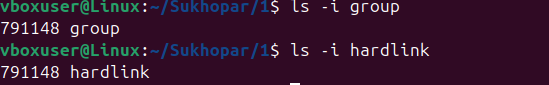 vboxuser@Linux:~/Sukhopar/1$ ls -i group
791148 group
vboxuser@Linux:~/Sukhopar/1$ ls -i hardlink
791148 hardlink